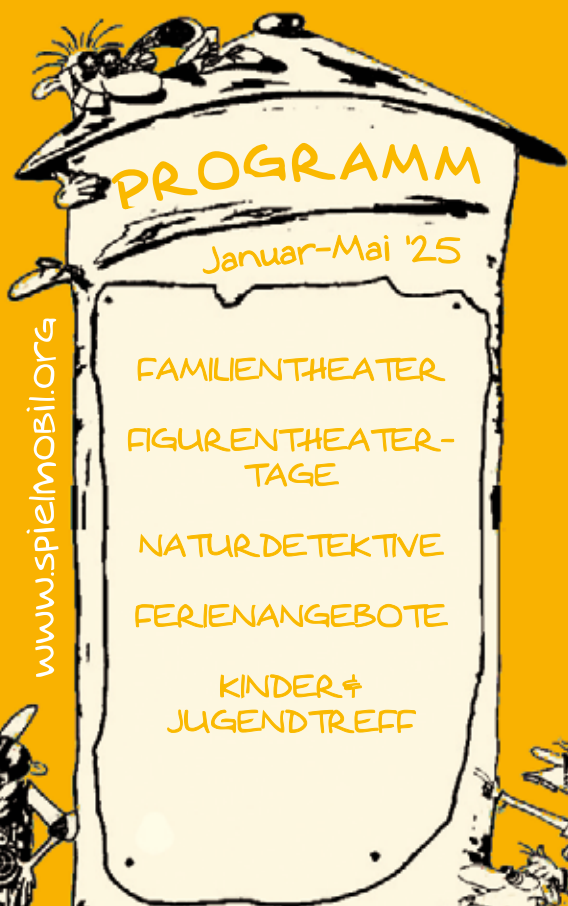 PROGRAMM
Januar-Mai '25
FAMILIENTHEATER
FIGURENTHEATER-
TAGE
NATURDETEKTIVE
FERIENANGEBOTE
KINDER&
JUGENDTREFF
www.spielmobil.org